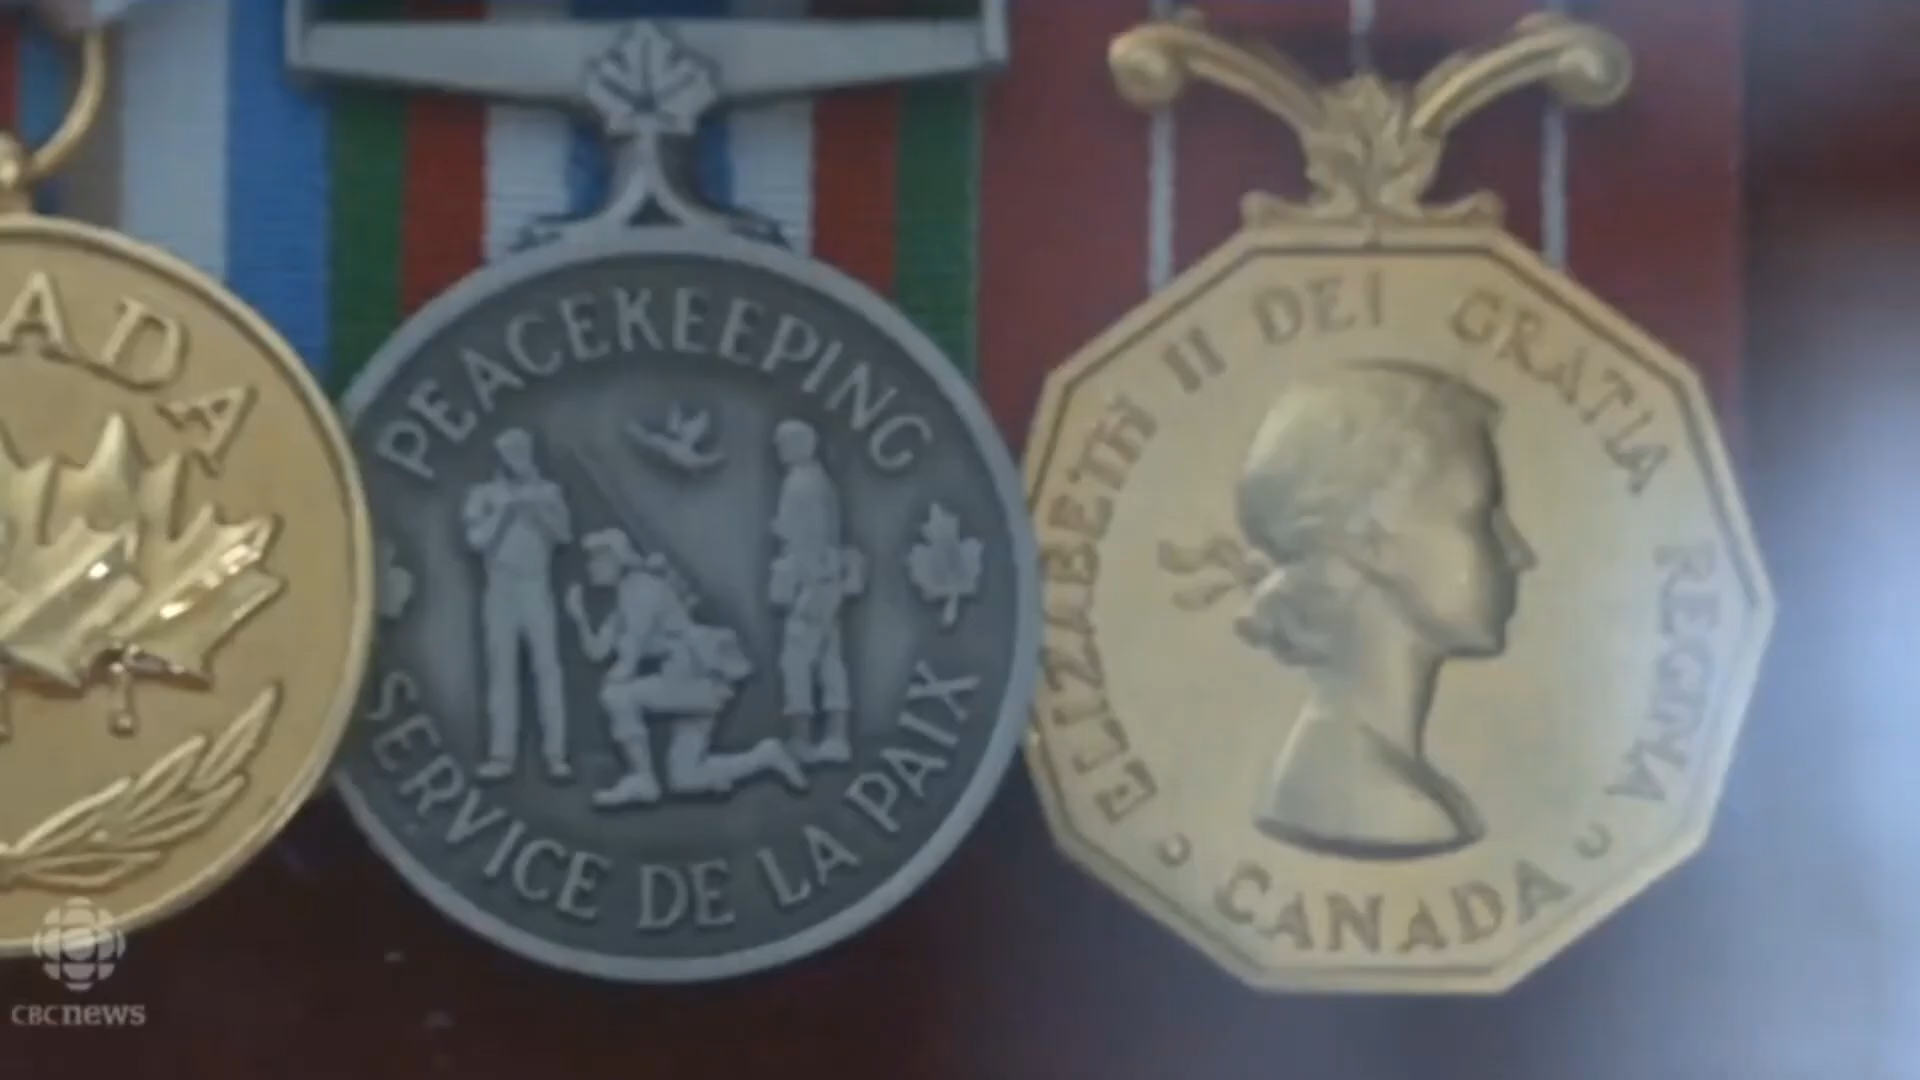 ADA
PEACEKEEPING
SERVICE DE LA PAIX
ELIZABETH II DEI GRATIA REGINA
CANADA
CBCnews